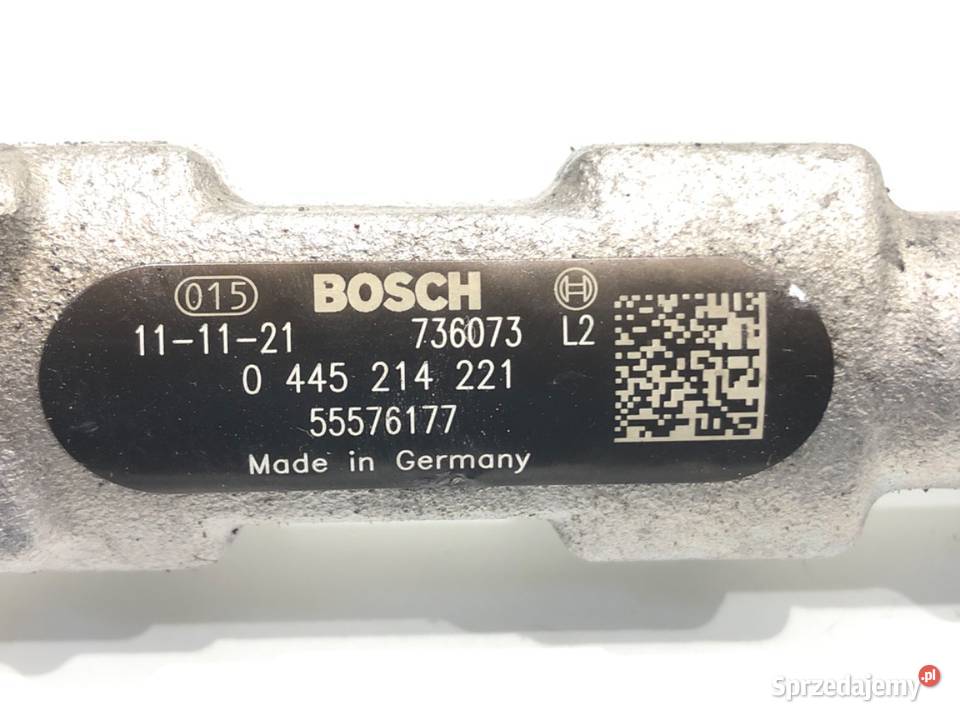 015 BOSCH
11-11-21 736073 L2
0 445 214 221
55576177
Made in Germany
Sprzedajemy.pl